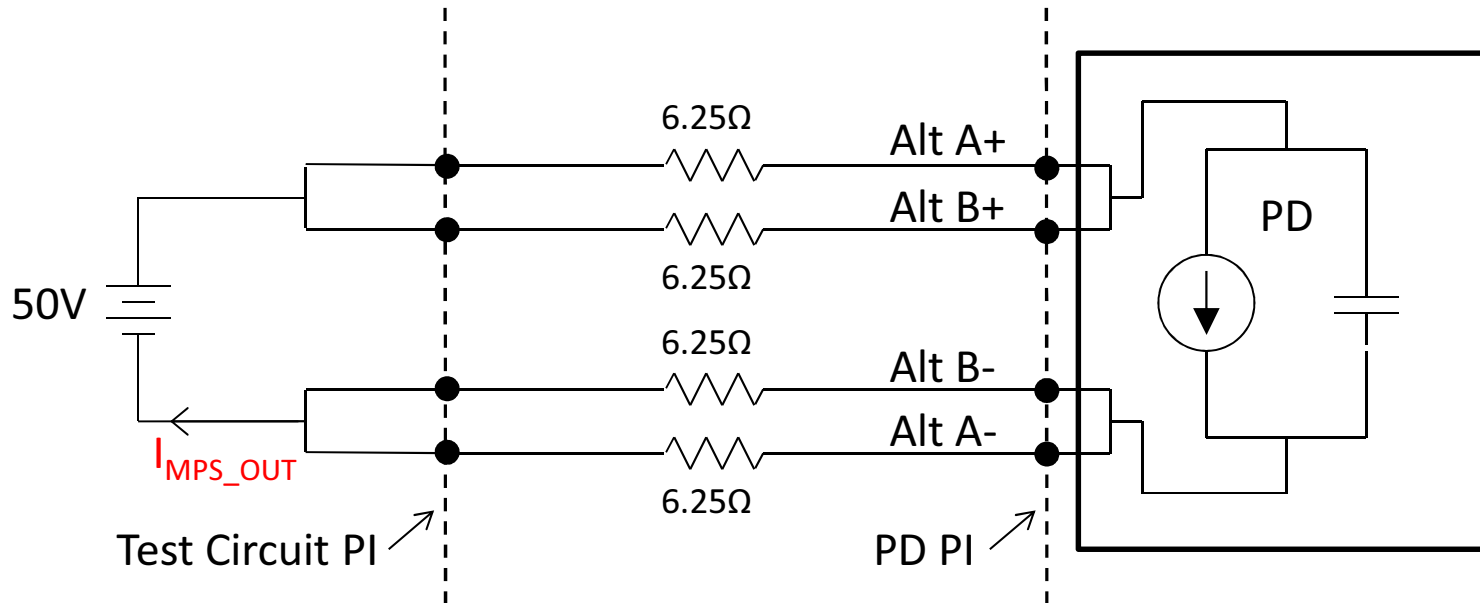 6.25Ω
Alt A+
Alt B+
6.25Ω
PD
50V
6.25Ω
Alt B-
Alt A-
6.25Ω
IMPS_OUT
Test Circuit PI
PD PI